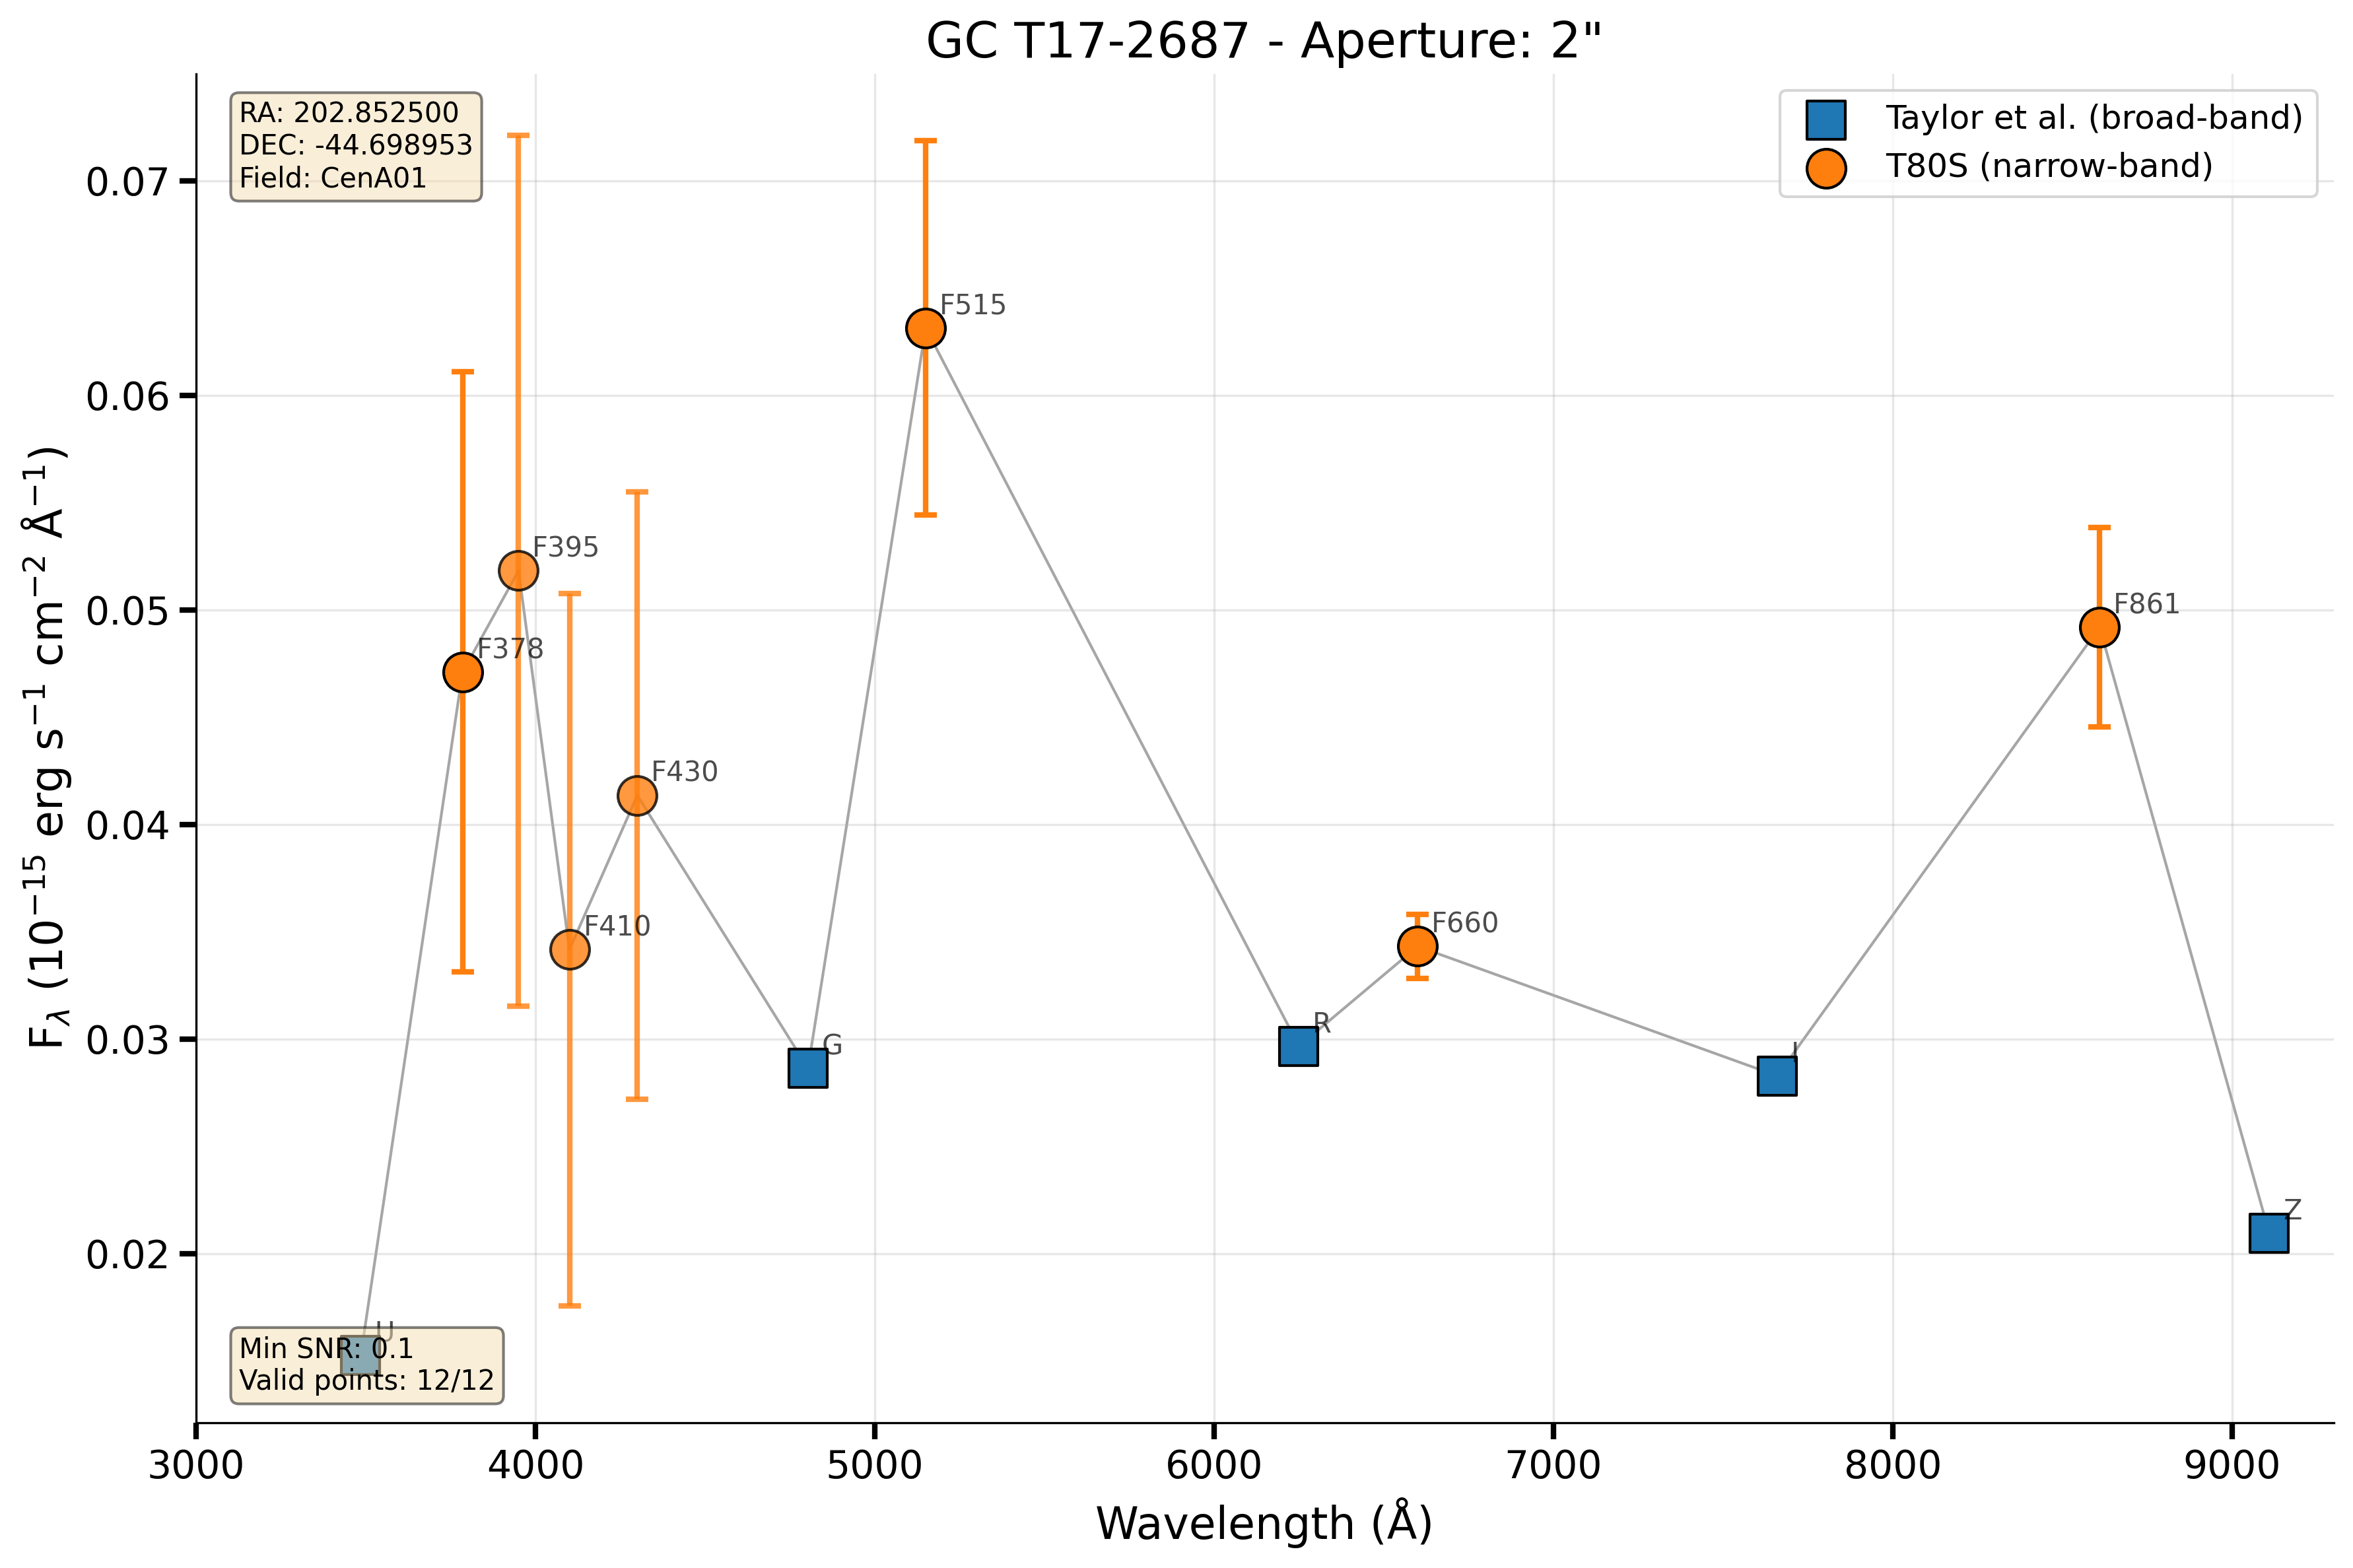 GC T17-2687 - Aperture: 2"
RA: 202.852500
DEC: -44.698953
Field: CenA01
Taylor et al. (broad-band)
T80S (narrow-band)
0.07
0.06
0.05
0.04
0.03
0.02
F_λ (10⁻¹⁵ erg s⁻¹ cm⁻² Å⁻¹)
U
F378
F395
F410
F430
G
F515
R
F660
I
F861
Z
Min SNR: 0.1
Valid points: 12/12
3000 4000 5000 6000 7000 8000 9000
Wavelength (Å)